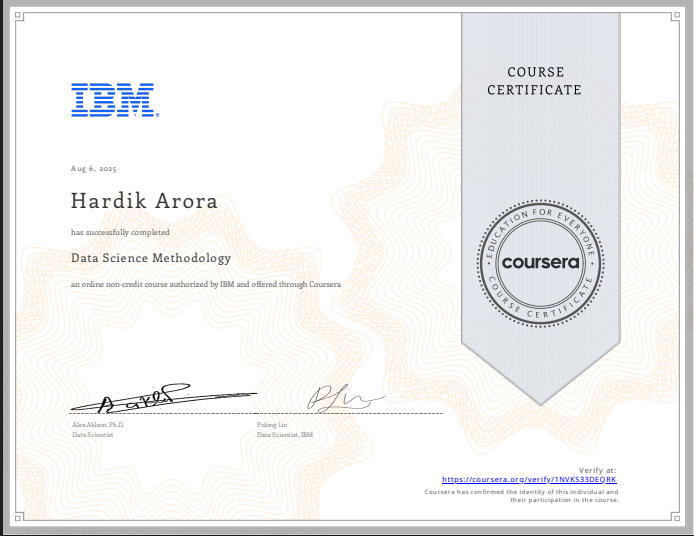 COURSE
CERTIFICATE
IBM®
Aug 6, 2025
Hardik Arora
has successfully completed
Data Science Methodology
an online non-credit course authorized by IBM and offered through Coursera
EDUCATION FOR EVERYONE
coursera
COURSE CERTIFICATE
Alex Aklson, Ph.D.
Data Scientist
Polong Lin
Data Scientist, IBM
Verify at:
https://coursera.org/verify/1NVKS33DEQRK
Coursera has confirmed the identity of this individual and
their participation in the course.